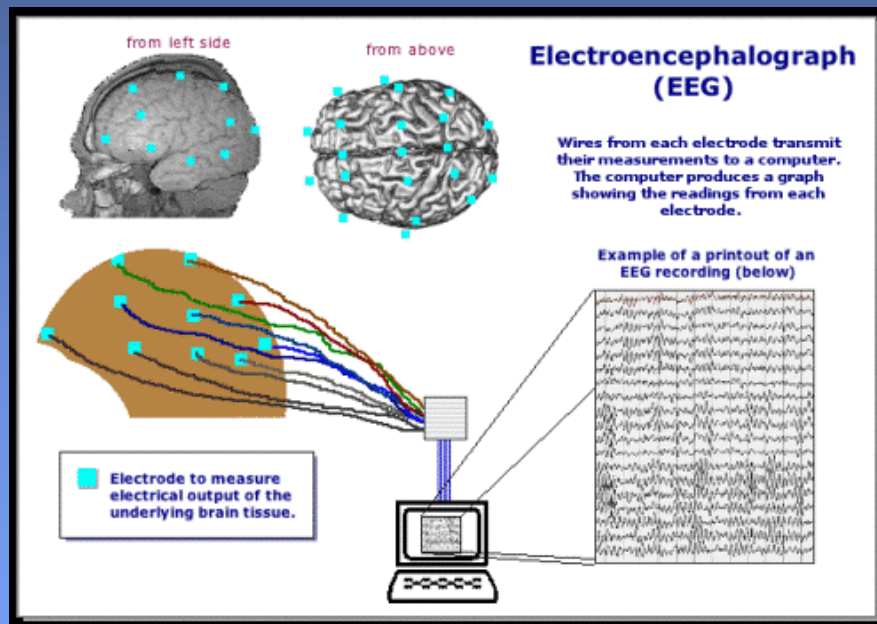 from left side
from above
Electroencephalograph
(EEG)
Wires from each electrode transmit
their measurements to a computer.
The computer produces a graph
showing the readings from each
electrode.
Example of a printout of an
EEG recording (below)
Electrode to measure
electrical output of the
underlying brain tissue.